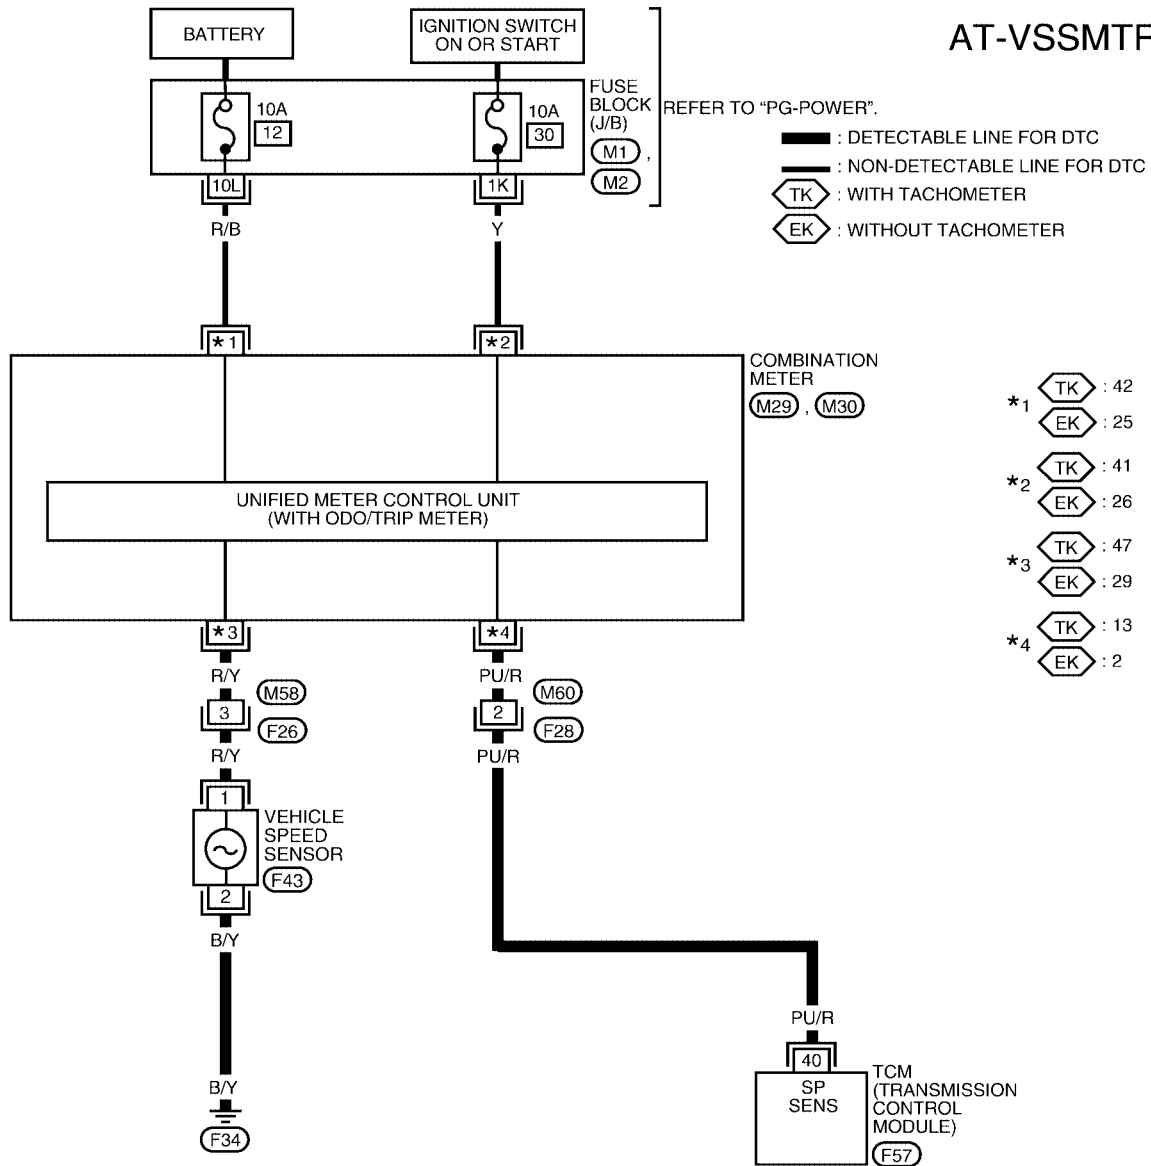 AT-VSSMTR
BATTERY
IGNITION SWITCH
ON OR START
FUSE
BLOCK
(J/B)
M1 ,
M2
REFER TO “PG-POWER”.
10A
12
10A
30
10L
1K
: DETECTABLE LINE FOR DTC
: NON-DETECTABLE LINE FOR DTC
TK : WITH TACHOMETER
EK : WITHOUT TACHOMETER
R/B
Y
*1
*2
COMBINATION
METER
M29 , M30
UNIFIED METER CONTROL UNIT
(WITH ODO/TRIP METER)
*1 TK : 42
EK : 25
*2 TK : 41
EK : 26
*3 TK : 47
EK : 29
*4 TK : 13
EK : 2
*3
*4
R/Y
PU/R
M58
M60
3
2
F26
F28
R/Y
PU/R
1
VEHICLE
SPEED
SENSOR
F43
2
B/Y
PU/R
40
SP
SENS
TCM
(TRANSMISSION
CONTROL
MODULE)
F57
B/Y
F34